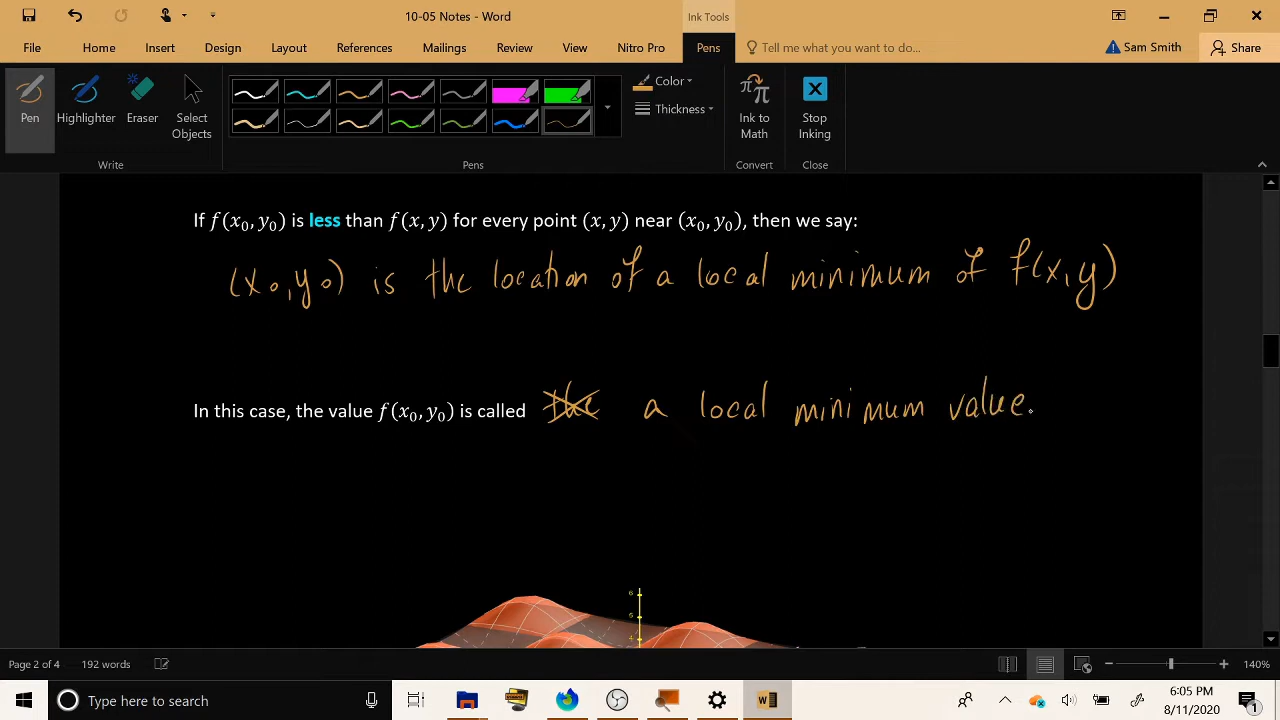 10-05 Notes - Word
Ink Tools
File Home Insert Design Layout References Mailings Review View Nitro Pro Pens Tell me what you want to do... Sam Smith Share
Pen Highlighter Eraser Select Objects
Color
Thickness
Ink to Math
Stop Inking
Write Pens Convert Close
If f(x₀, y₀) is less than f(x, y) for every point (x, y) near (x₀, y₀), then we say:
(x₀, y₀) is the location of a local minimum of f(x,y)
In this case, the value f(x₀, y₀) is called the a local minimum value.
6
5
4
Page 2 of 4 192 words 140%
Type here to search
6:05 PM
8/11/2020
1